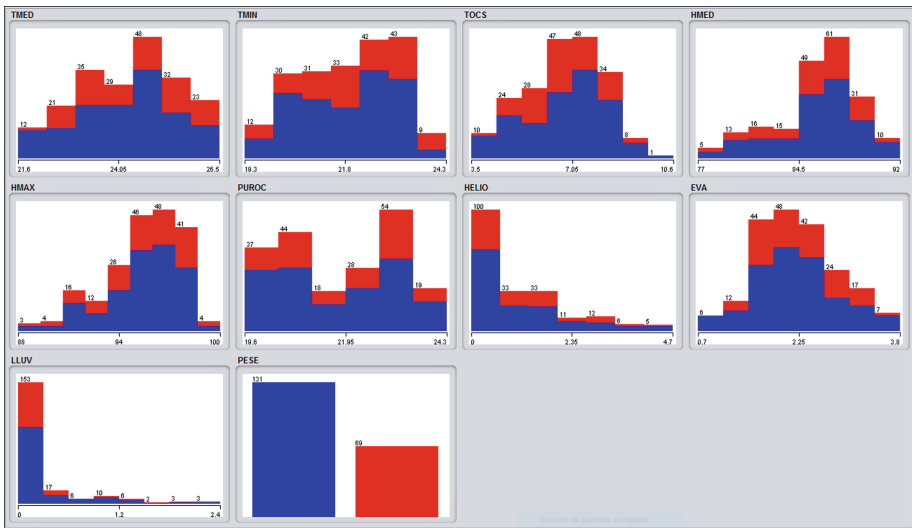 TMED TMIN TOCS HMED
12 21 35 29 48 32 23
12 30 31 33 42 43 9
10 24 28 47 48 34 8 1
5 13 16 15 49 61 31 10
21.6 24.05 26.5
19.3 21.8 24.3
3.5 7.05 10.6
77 84.5 92
HMAX PUROC HELIO EVA
3 4 16 12 26 46 48 41 4
37 44 18 28 54 19
100 33 33 11 12 6 5
6 12 44 48 42 24 17 7
88 94 100
19.6 21.95 24.3
0 2.35 4.7
0.7 2.25 3.8
LLUV PESE
153 17 6 10 6 2 3 3
131 69
0 1.2 2.4